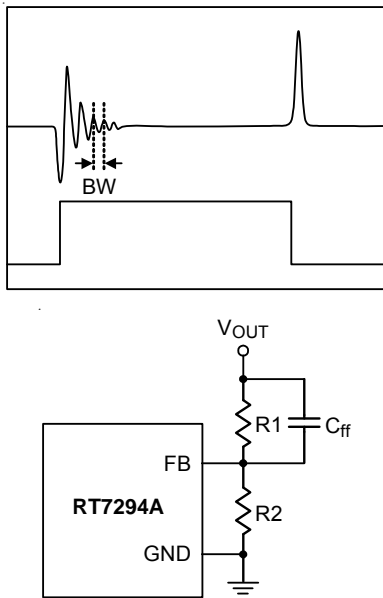 BW
VOUT
R1
Cff
FB
RT7294A
R2
GND